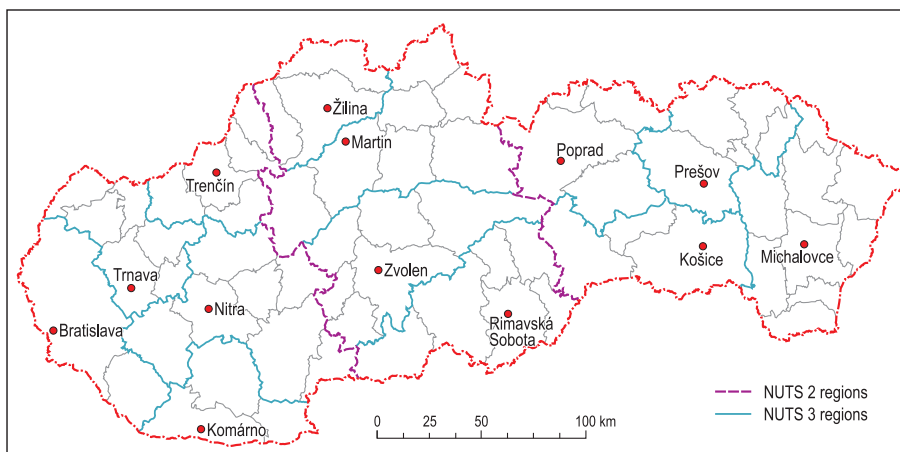 Žilina
Martin
Poprad
Trenčín
Prešov
Košice
Michalovce
Zvolen
Trnava
Nitra
Rimavská
Sobota
Bratislava
Komárno
NUTS 2 regions
NUTS 3 regions
0 25 50 100 km